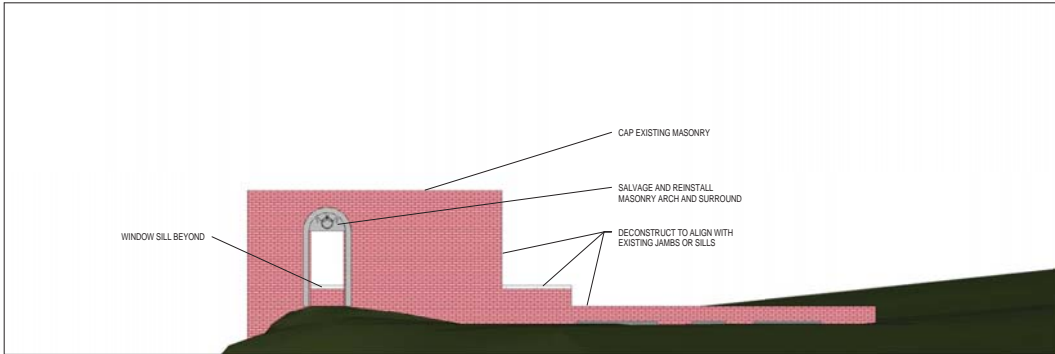 CAP EXISTING MASONRY
SALVAGE AND REINSTALL
MASONRY ARCH AND SURROUND
WINDOW SILL BEYOND
DECONSTRUCT TO ALIGN WITH
EXISTING JAMBS OR SILLS